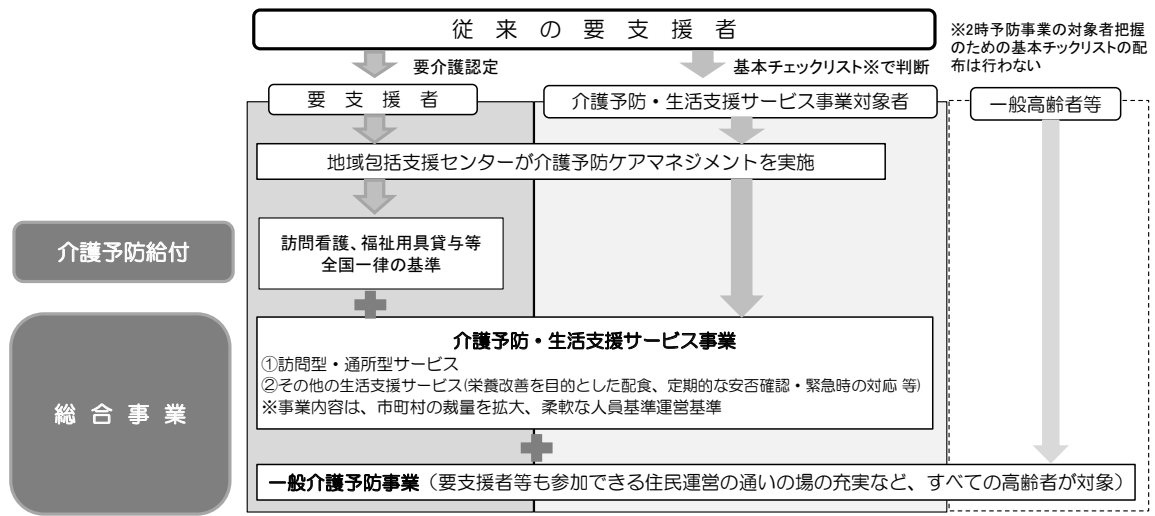 従来の要支援者
※2時予防事業の対象者把握
のための基本チックリストの配
布は行わない
要介護認定
基本チェックリスト※で判断
要支援者
介護予防・生活支援サービス事業対象者
一般高齢者等
地域包括支援センターが介護予防ケアマネジメントを実施
介護予防給付
訪問看護、福祉用具貸与等
全国一律の基準
総合事業
介護予防・生活支援サービス事業
①訪問型・通所型サービス
②その他の生活支援サービス(栄養改善を目的とした配食、定期的な安否確認・緊急時の対応 等)
※事業内容は、市町村の裁量を拡大、柔軟な人員基準運営基準
一般介護予防事業（要支援者等も参加できる住民運営の通いの場の充実など、すべての高齢者が対象）